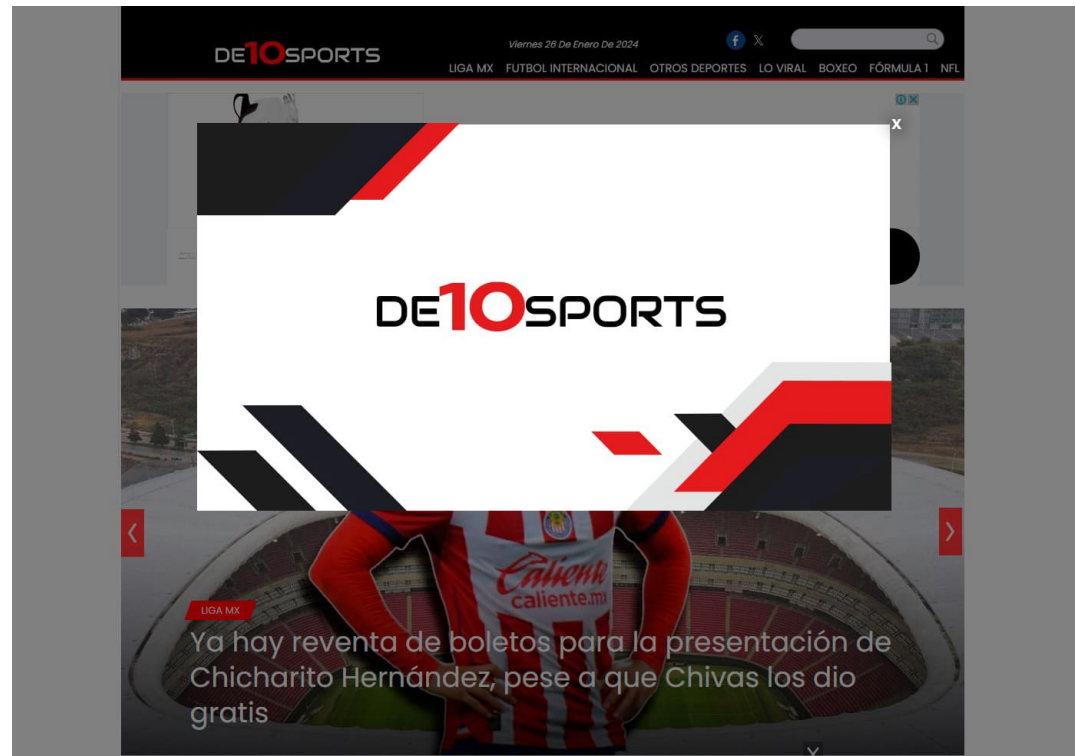 DE10SPORTS
Viernes 26 De Enero De 2024
LIGA MX FUTBOL INTERNACIONAL OTROS DEPORTES LO VIRAL BOXEO FÓRMULA 1 NFL
X
DE10SPORTS
Caliente
caliente.mx
LIGA MX
Ya hay reventa de boletos para la presentación de
Chicharito Hernández, pese a que Chivas los dio
gratis